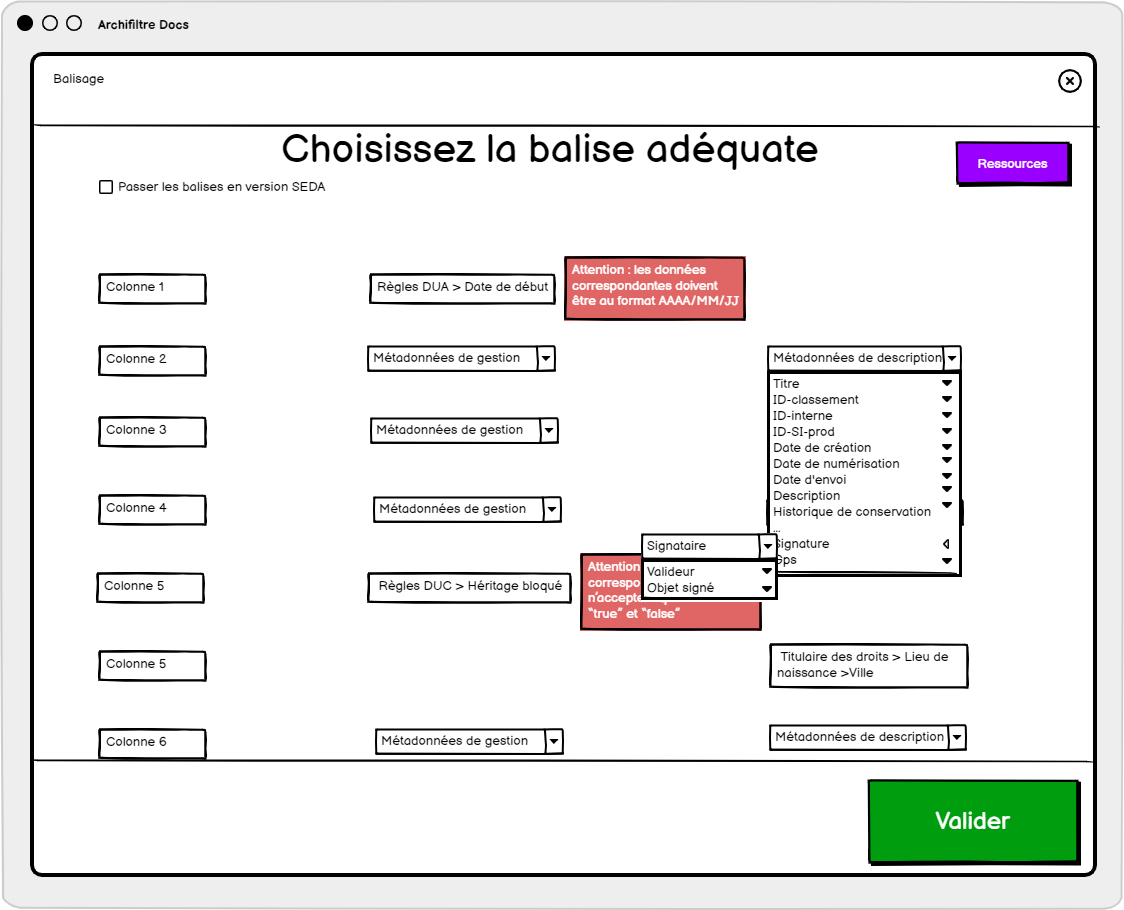 Archifiltre Docs
Balisage
Choisissez la balise adéquate
Ressources
Passer les balises en version SEDA
Colonne 1
Règles DUA > Date de début
Attention : les données
correspondantes doivent
être au format AAAA/MM/JJ
Colonne 2
Métadonnées de gestion
Métadonnées de description
Titre
ID-classement
ID-interne
ID-SI-prod
Date de création
Date de numérisation
Date d'envoi
Description
Historique de conservation
...
Signature
Gps
Colonne 3
Métadonnées de gestion
Colonne 4
Métadonnées de gestion
Signataire
Valideur
Objet signé
Colonne 5
Règles DUC > Héritage bloqué
Attention
"true" et "false"
Colonne 5
Titulaire des droits > Lieu de
naissance >Ville
Colonne 6
Métadonnées de gestion
Métadonnées de description
Valider